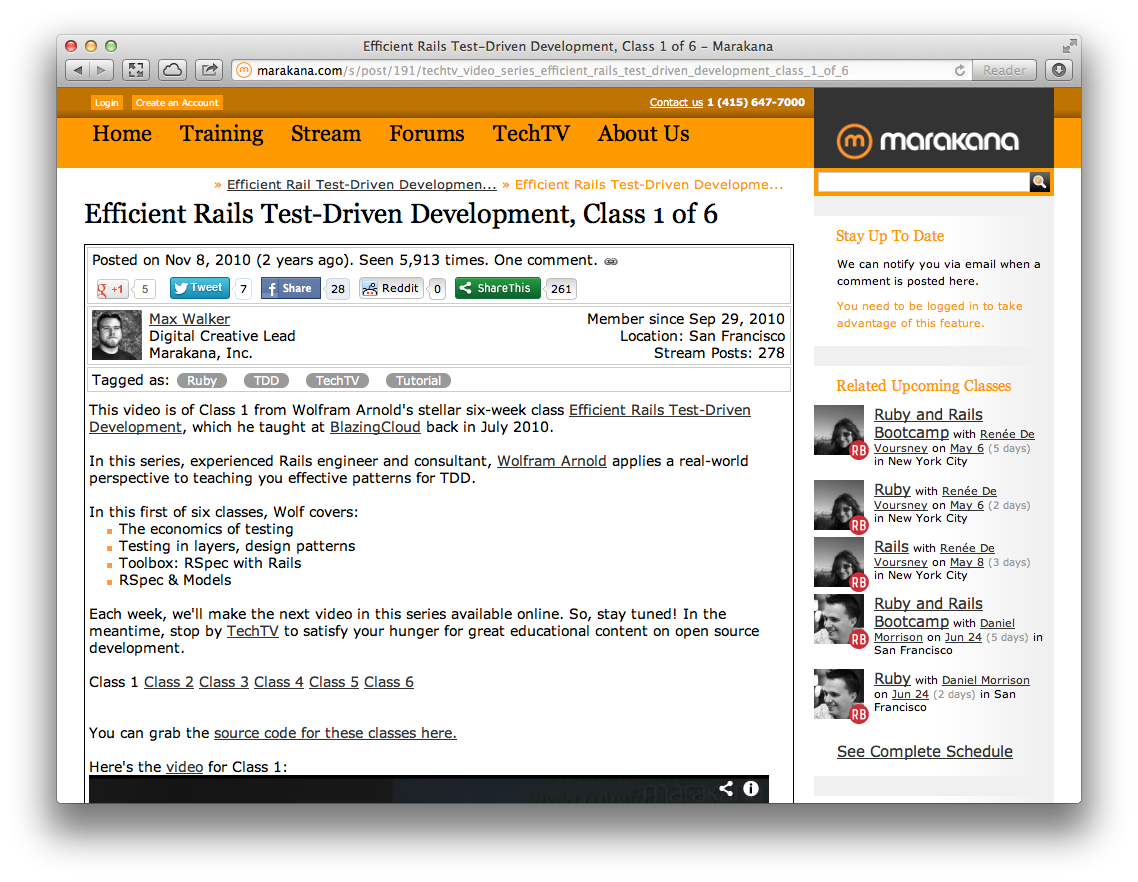 Efficient Rails Test-Driven Development, Class 1 of 6 – Marakana
marakana.com/s/post/191/techtv_video_series_efficient_rails_test_driven_development_class_1_of_6
Reader
Login Create an Account
Contact us 1 (415) 647-7000
Home Training Stream Forums TechTV About Us
m marakana
» Efficient Rail Test-Driven Developmen... » Efficient Rails Test-Driven Developme...
Efficient Rails Test-Driven Development, Class 1 of 6
Posted on Nov 8, 2010 (2 years ago). Seen 5,913 times. One comment.
g +1 5 Tweet 7 f Share 28 Reddit 0 ShareThis 261
Max Walker
Digital Creative Lead
Marakana, Inc.
Member since Sep 29, 2010
Location: San Francisco
Stream Posts: 278
Tagged as: Ruby TDD TechTV Tutorial
This video is of Class 1 from Wolfram Arnold's stellar six-week class Efficient Rails Test-Driven
Development, which he taught at BlazingCloud back in July 2010.
In this series, experienced Rails engineer and consultant, Wolfram Arnold applies a real-world
perspective to teaching you effective patterns for TDD.
In this first of six classes, Wolf covers:
The economics of testing
Testing in layers, design patterns
Toolbox: RSpec with Rails
RSpec & Models
Each week, we'll make the next video in this series available online. So, stay tuned! In the
meantime, stop by TechTV to satisfy your hunger for great educational content on open source
development.
Class 1 Class 2 Class 3 Class 4 Class 5 Class 6
You can grab the source code for these classes here.
Here's the video for Class 1:
Stay Up To Date
We can notify you via email when a
comment is posted here.
You need to be logged in to take
advantage of this feature.
Related Upcoming Classes
Ruby and Rails
Bootcamp with Renée De
Voursney on May 6 (5 days)
in New York City
RB
Ruby with Renée De
Voursney on May 6 (2 days)
in New York City
RB
Rails with Renée De
Voursney on May 8 (3 days)
in New York City
RB
Ruby and Rails
Bootcamp with Daniel
Morrison on Jun 24 (5 days) in
San Francisco
RB
Ruby with Daniel Morrison
on Jun 24 (2 days) in San
Francisco
RB
See Complete Schedule